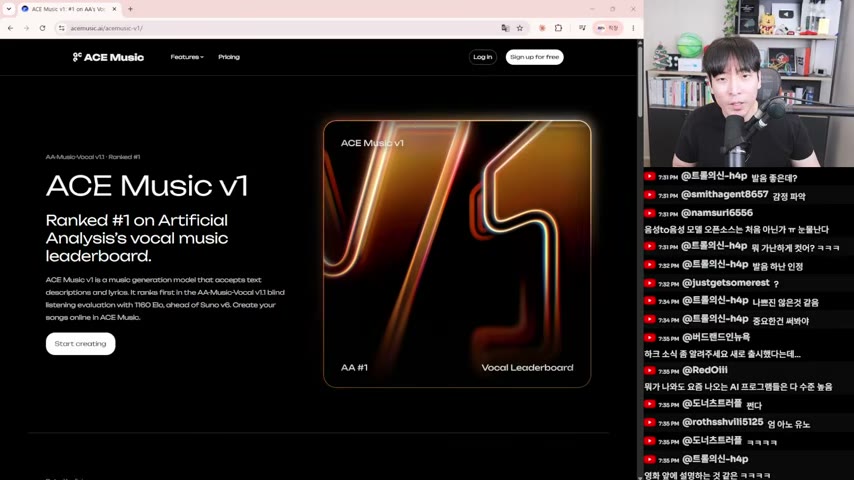 ACE Music v1: #1 on AA's Vo
acemusic.ai/acemusic-v1/
ACE Music
Features
Pricing
Log in
Sign up for free
AA-Music-Vocal v1.1 · Ranked #1
ACE Music v1
Ranked #1 on Artificial
Analysis's vocal music
leaderboard.
ACE Music v1 is a music generation model that accepts text
descriptions and lyrics. It ranks first in the AA-Music-Vocal v1.1 blind
listening evaluation with 1160 Elo, ahead of Suno v6. Create your
songs online in ACE Music.
Start creating
ACE Music v1
AA #1
Vocal Leaderboard
7:31 PM @트롤의신-h4p 발음 좋은데?
7:31 PM @smithagent8657 감정 파악
7:31 PM @namsuri6556
음성to음성 모델 오픈소스는 처음 아닌가 ㅠ 눈물난다
7:31 PM @트롤의신-h4p 뭐 가난하게 컷어? ㅋㅋㅋ
7:32 PM @트롤의신-h4p 발음 하난 인정
7:32 PM @justgetsomerest ?
7:34 PM @트롤의신-h4p 나쁘진 않은것 같음
7:34 PM @트롤의신-h4p 중요한건 써봐야
7:35 PM @버드랜드인뉴욕
하크 소식 좀 알려주세요 새로 출시했다는데...
7:35 PM @RedOiii
뭐가 나와도 요즘 나오는 AI 프로그램들은 다 수준 높음
7:35 PM @도너츠트러플 쩐다
7:35 PM @rothsshvili5125 엄 아노 유노
7:35 PM @도너츠트러플 ㅋㅋㅋㅋ
7:35 PM @트롤의신-h4p
영화 앞에 설명하는 것 같은 ㅋㅋㅋㅋ